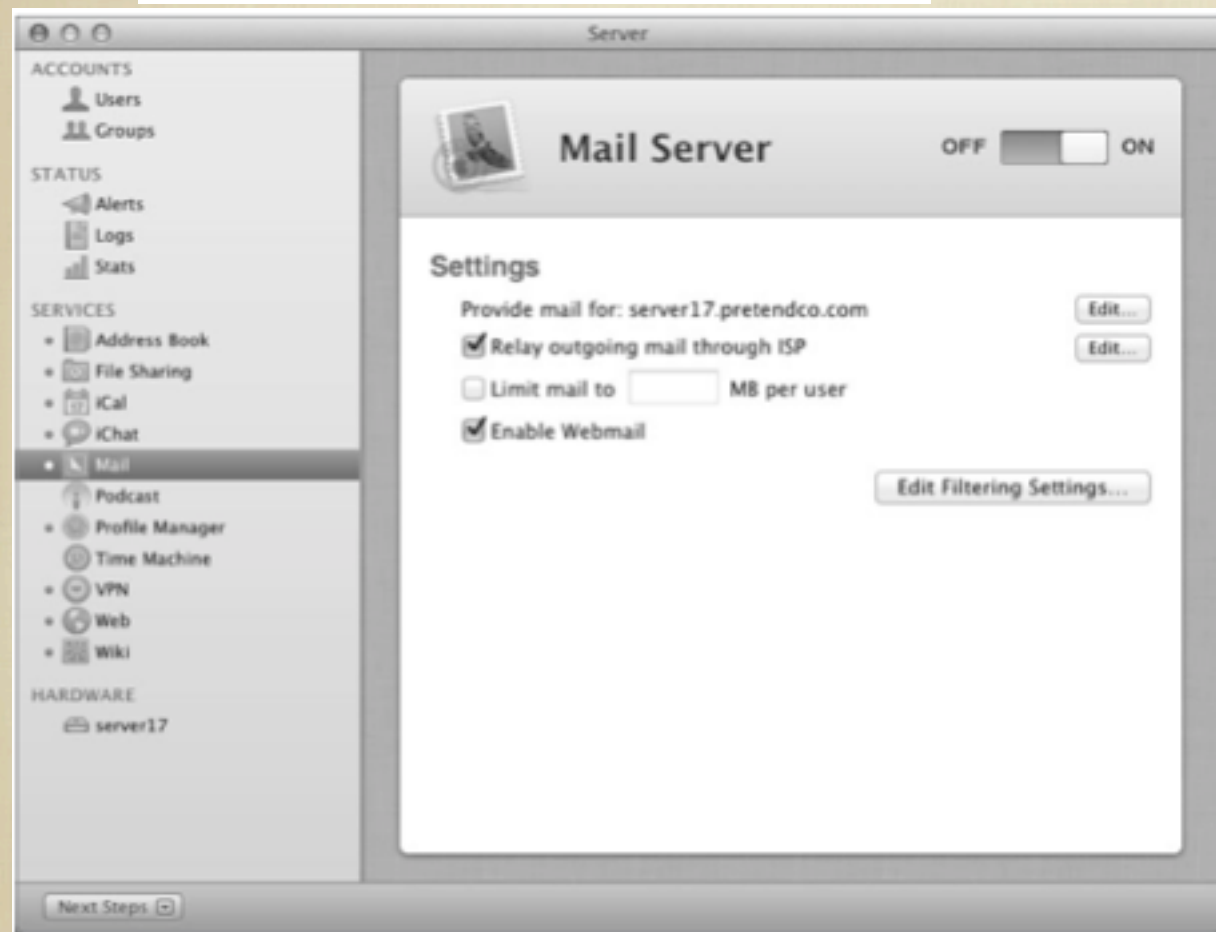 Server
ACCOUNTS
Users
Groups
STATUS
Alerts
Logs
Stats
SERVICES
Address Book
File Sharing
iCal
iChat
Mail
Podcast
Profile Manager
Time Machine
VPN
Web
Wiki
HARDWARE
server17
Next Steps
Mail Server
OFF ON
Settings
Provide mail for: server17.pretendco.com Edit...
Relay outgoing mail through ISP Edit...
Limit mail to MB per user
Enable Webmail
Edit Filtering Settings...